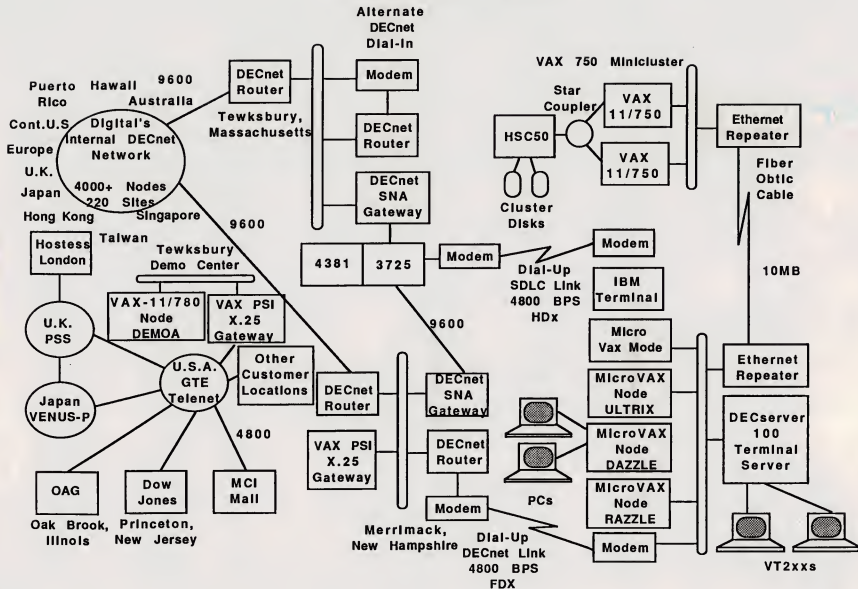 Alternate
DECnet
Dial-In
Puerto
Rico
Hawaii
Australia
9600
DECnet
Router
Tewksbury,
Massachusetts
Modem
DECnet
Router
DECnet
SNA
Gateway
VAX 750 Minicluster
Star
Coupler
HSC50
VAX
11/750
VAX
11/750
Cluster
Disks
Ethernet
Repeater
Fiber
Obtic
Cable
10MB
Cont.U.S
Europe
U.K.
Japan
Hong Kong
Singapore
Taiwan
Digital's
Internal DECnet
Network
4000+ Nodes
220 Sites
9600
Hostess
London
Tewksbury
Demo Center
VAX-11/780
Node
DEMOA
VAX PSI
X.25
Gateway
U.K.
PSS
Japan
VENUS-P
U.S.A.
GTE
Telenet
Other
Customer
Locations
4800
OAG
Oak Brook,
Illinois
Dow
Jones
Princeton,
New Jersey
MCI
Mail
4381
3725
Modem
Dial-Up
SDLC Link
4800 BPS
HDx
Modem
IBM
Terminal
9600
DECnet
Router
DECnet
SNA
Gateway
VAX PSI
X.25
Gateway
DECnet
Router
Modem
Merrimack,
New Hampshire
Dial-Up
DECnet Link
4800 BPS
FDX
Micro
Vax Mode
MicroVAX
Node
ULTRIX
MicroVAX
Node
DAZZLE
PCs
MicroVAX
Node
RAZZLE
Modem
Ethernet
Repeater
DECserver
100
Terminal
Server
VT2xxs